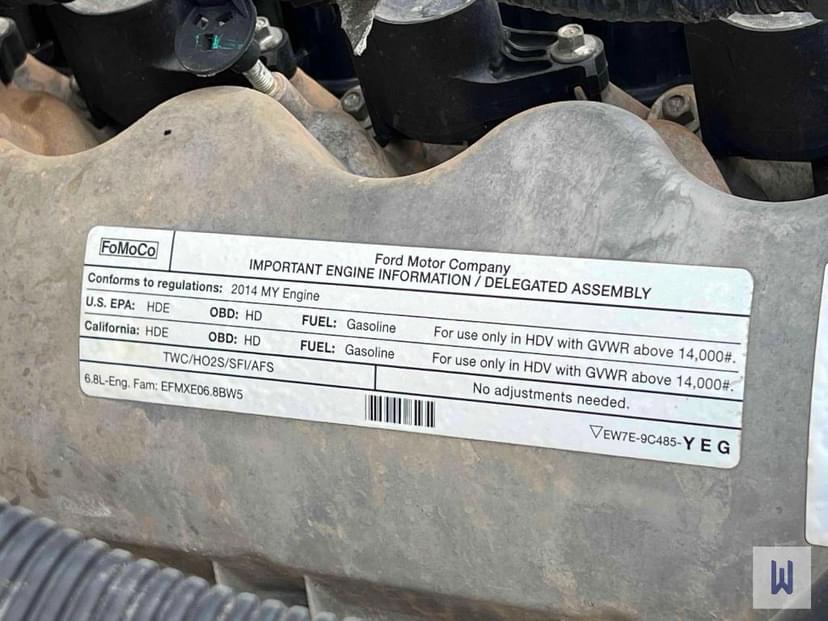 FoMoCo
Ford Motor Company
IMPORTANT ENGINE INFORMATION / DELEGATED ASSEMBLY
Conforms to regulations: 2014 MY Engine
U.S. EPA: HDE OBD: HD FUEL: Gasoline For use only in HDV with GVWR above 14,000#.
California: HDE OBD: HD FUEL: Gasoline For use only in HDV with GVWR above 14,000#.
TWC/HO2S/SFI/AFS No adjustments needed.
6.8L-Eng. Fam: EFMXE06.8BW5
▽EW7E-9C485-YEG
W